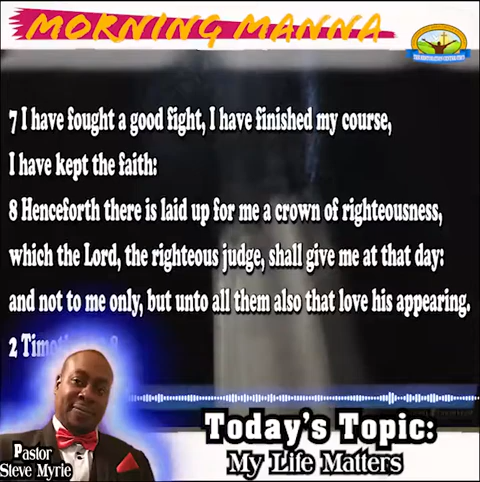 MORNING MANNA
7 I have fought a good fight, I have finished my course,
I have kept the faith:
8 Henceforth there is laid up for me a crown of righteousness,
which the Lord, the righteous judge, shall give me at that day:
and not to me only, but unto all them also that love his appearing.
2
Today's Topic:
My Life Matters
Pastor
Steve Myrie